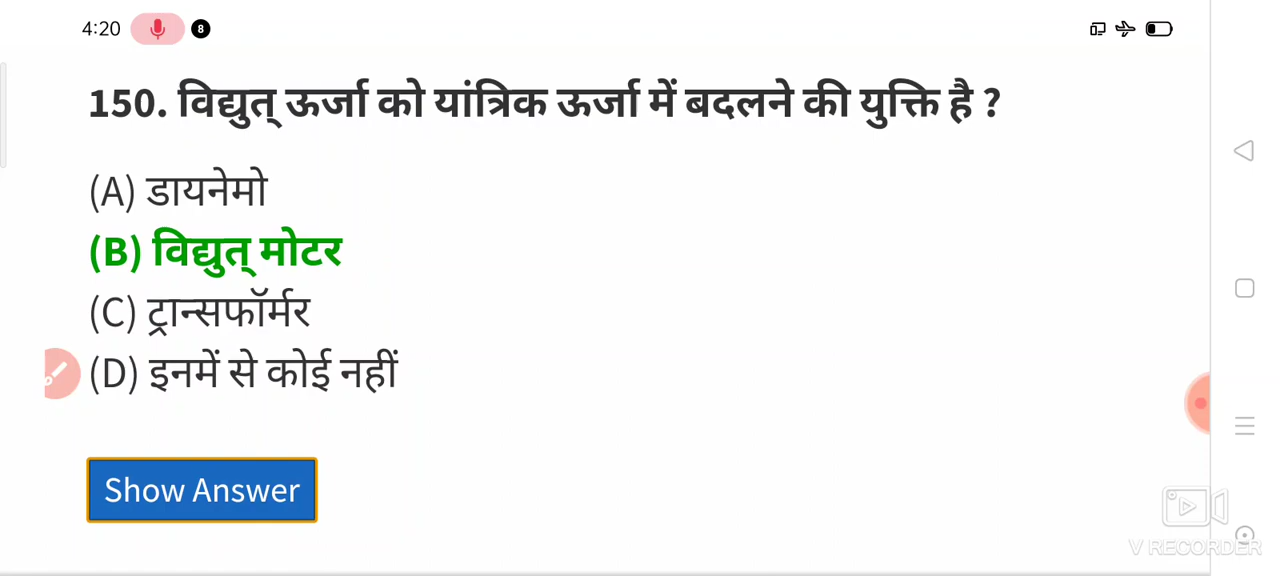 4:20 8
150. विद्युत् ऊर्जा को यांत्रिक ऊर्जा में बदलने की युक्ति है ?
(A) डायनेमो
(B) विद्युत् मोटर
(C) ट्रान्सफॉर्मर
(D) इनमें से कोई नहीं
Show Answer
V RECORDER